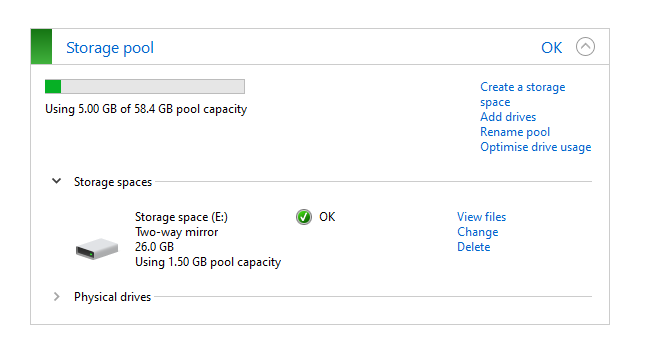 Storage pool
OK
Using 5.00 GB of 58.4 GB pool capacity
Create a storage
space
Add drives
Rename pool
Optimise drive usage
Storage spaces
Storage space (E:)
Two-way mirror
26.0 GB
Using 1.50 GB pool capacity
OK
View files
Change
Delete
Physical drives